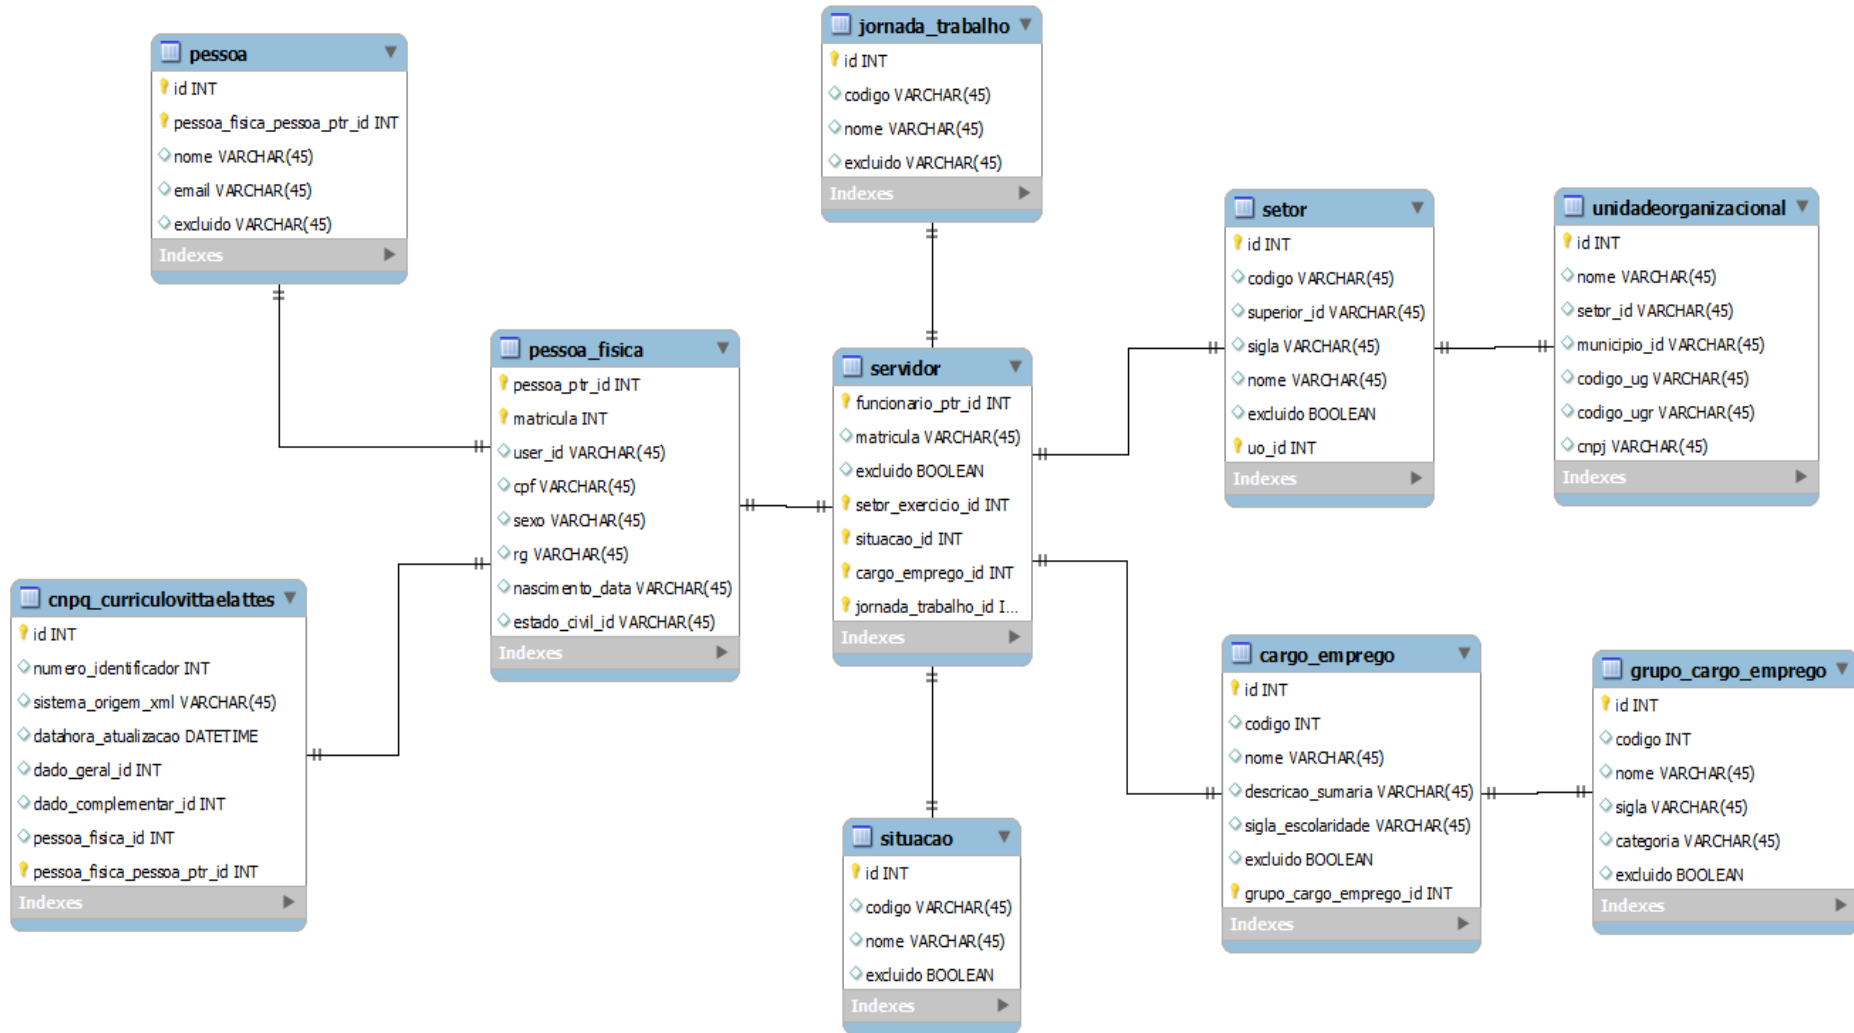 pessoa
id INT
pessoa_fisica_pessoa_ptr_id INT
nome VARCHAR(45)
email VARCHAR(45)
excluido VARCHAR(45)
Indexes
jornada_trabalho
id INT
codigo VARCHAR(45)
nome VARCHAR(45)
excluido VARCHAR(45)
Indexes
setor
id INT
codigo VARCHAR(45)
superior_id VARCHAR(45)
sigla VARCHAR(45)
nome VARCHAR(45)
excluido BOOLEAN
uo_id INT
Indexes
unidadeorganizacional
id INT
nome VARCHAR(45)
setor_id VARCHAR(45)
municipio_id VARCHAR(45)
codigo_ug VARCHAR(45)
codigo_ugr VARCHAR(45)
cnpj VARCHAR(45)
Indexes
pessoa_fisica
pessoa_ptr_id INT
matricula INT
user_id VARCHAR(45)
cpf VARCHAR(45)
sexo VARCHAR(45)
rg VARCHAR(45)
nascimento_data VARCHAR(45)
estado_civil_id VARCHAR(45)
Indexes
servidor
funcionario_ptr_id INT
matricula VARCHAR(45)
excluido BOOLEAN
setor_exercicio_id INT
situacao_id INT
cargo_emprego_id INT
jornada_trabalho_id I...
Indexes
cnpq_curriculovittaelattes
id INT
numero_identificador INT
sistema_origem_xml VARCHAR(45)
datahora_atualizacao DATETIME
dado_geral_id INT
dado_complementar_id INT
pessoa_fisica_id INT
pessoa_fisica_pessoa_ptr_id INT
Indexes
cargo_emprego
id INT
codigo INT
nome VARCHAR(45)
descricao_sumaria VARCHAR(45)
sigla_escolaridade VARCHAR(45)
excluido BOOLEAN
grupo_cargo_emprego_id INT
Indexes
grupo_cargo_emprego
id INT
codigo INT
nome VARCHAR(45)
sigla VARCHAR(45)
categoria VARCHAR(45)
excluido BOOLEAN
Indexes
situacao
id INT
codigo VARCHAR(45)
nome VARCHAR(45)
excluido BOOLEAN
Indexes